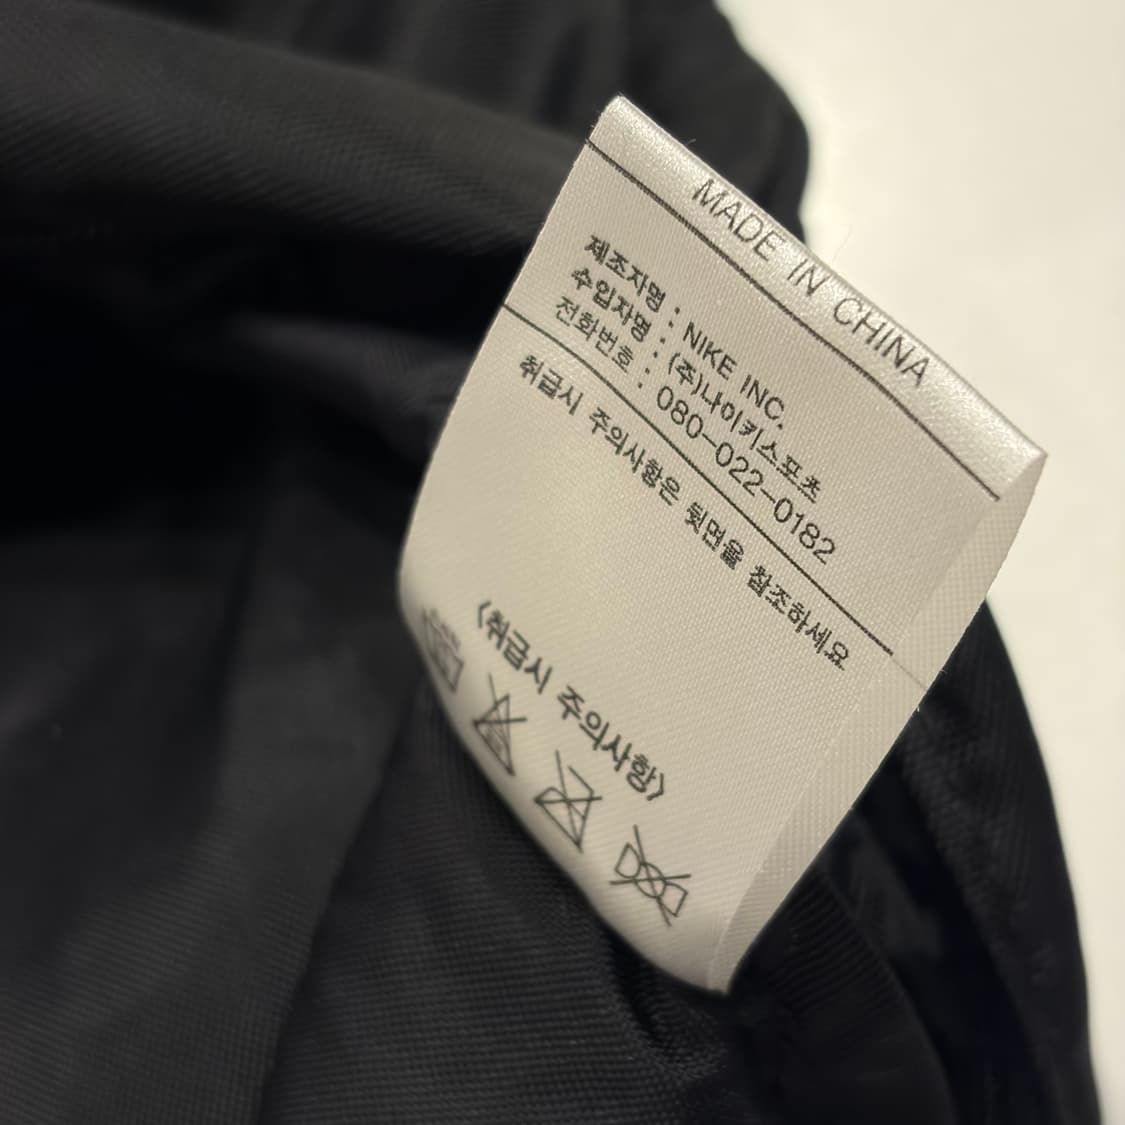 MADE IN CHINA
제조자명 : NIKE INC.
수입자명 : (주)나이키스포츠
전화번호 : 080-022-0182
취급시 주의사항은 뒷면을 참조하세요
<취급시 주의사항>